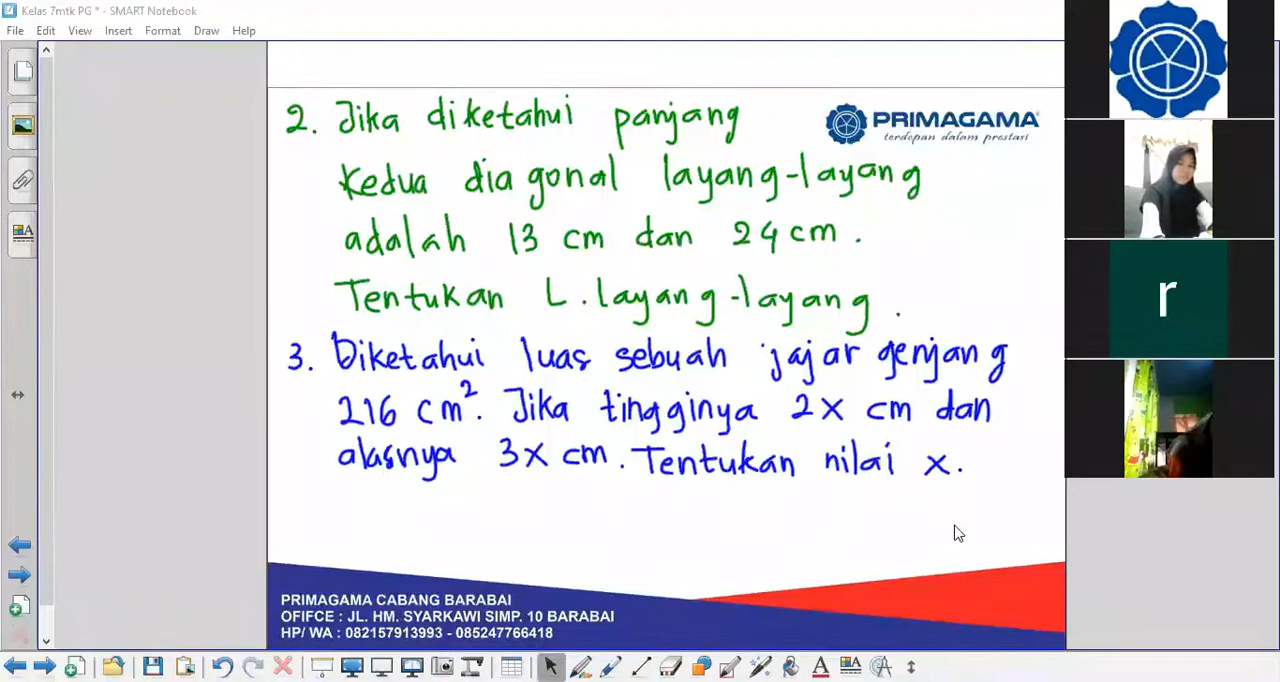 Kelas 7mtk PG * - SMART Notebook
File Edit View Insert Format Draw Help
PRIMAGAMA
terdepan dalam prestasi
2. Jika diketahui panjang
Kedua diagonal layang-layang
adalah 13 cm dan 24 cm.
Tentukan L. layang-layang.
3. Diketahui luas sebuah jajar genjang
216 cm². Jika tingginya 2x cm dan
alasnya 3x cm. Tentukan nilai x.
PRIMAGAMA CABANG BARABAI
OFIFCE : JL. HM. SYARKAWI SIMP. 10 BARABAI
HP/ WA : 082157913993 - 085247766418
r